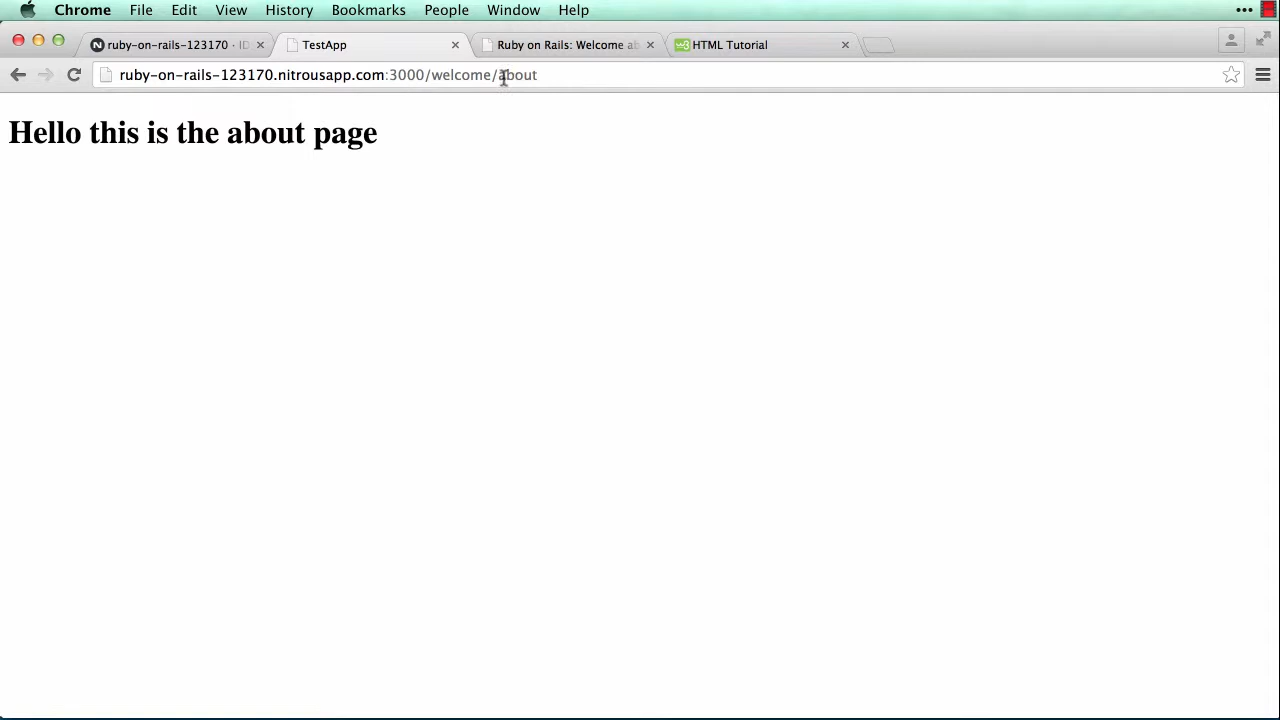 Chrome File Edit View History Bookmarks People Window Help
ruby-on-rails-123170 · ID TestApp Ruby on Rails: Welcome ab HTML Tutorial
ruby-on-rails-123170.nitrousapp.com:3000/welcome/about
Hello this is the about page